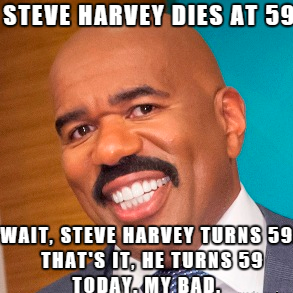 STEVE HARVEY DIES AT 59
WAIT, STEVE HARVEY TURNS 59
THAT'S IT, HE TURNS 59
TODAY. MY BAD.